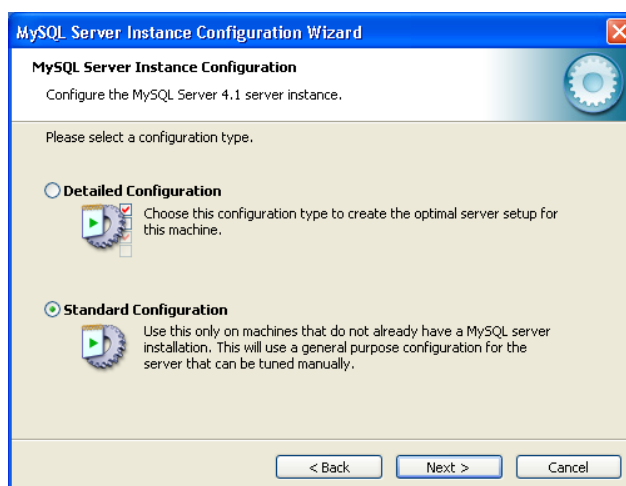 MySQL Server Instance Configuration Wizard
MySQL Server Instance Configuration
Configure the MySQL Server 4.1 server instance.
Please select a configuration type.
Detailed Configuration
Choose this configuration type to create the optimal server setup for
this machine.
Standard Configuration
Use this only on machines that do not already have a MySQL server
installation. This will use a general purpose configuration for the
server that can be tuned manually.
< Back
Next >
Cancel